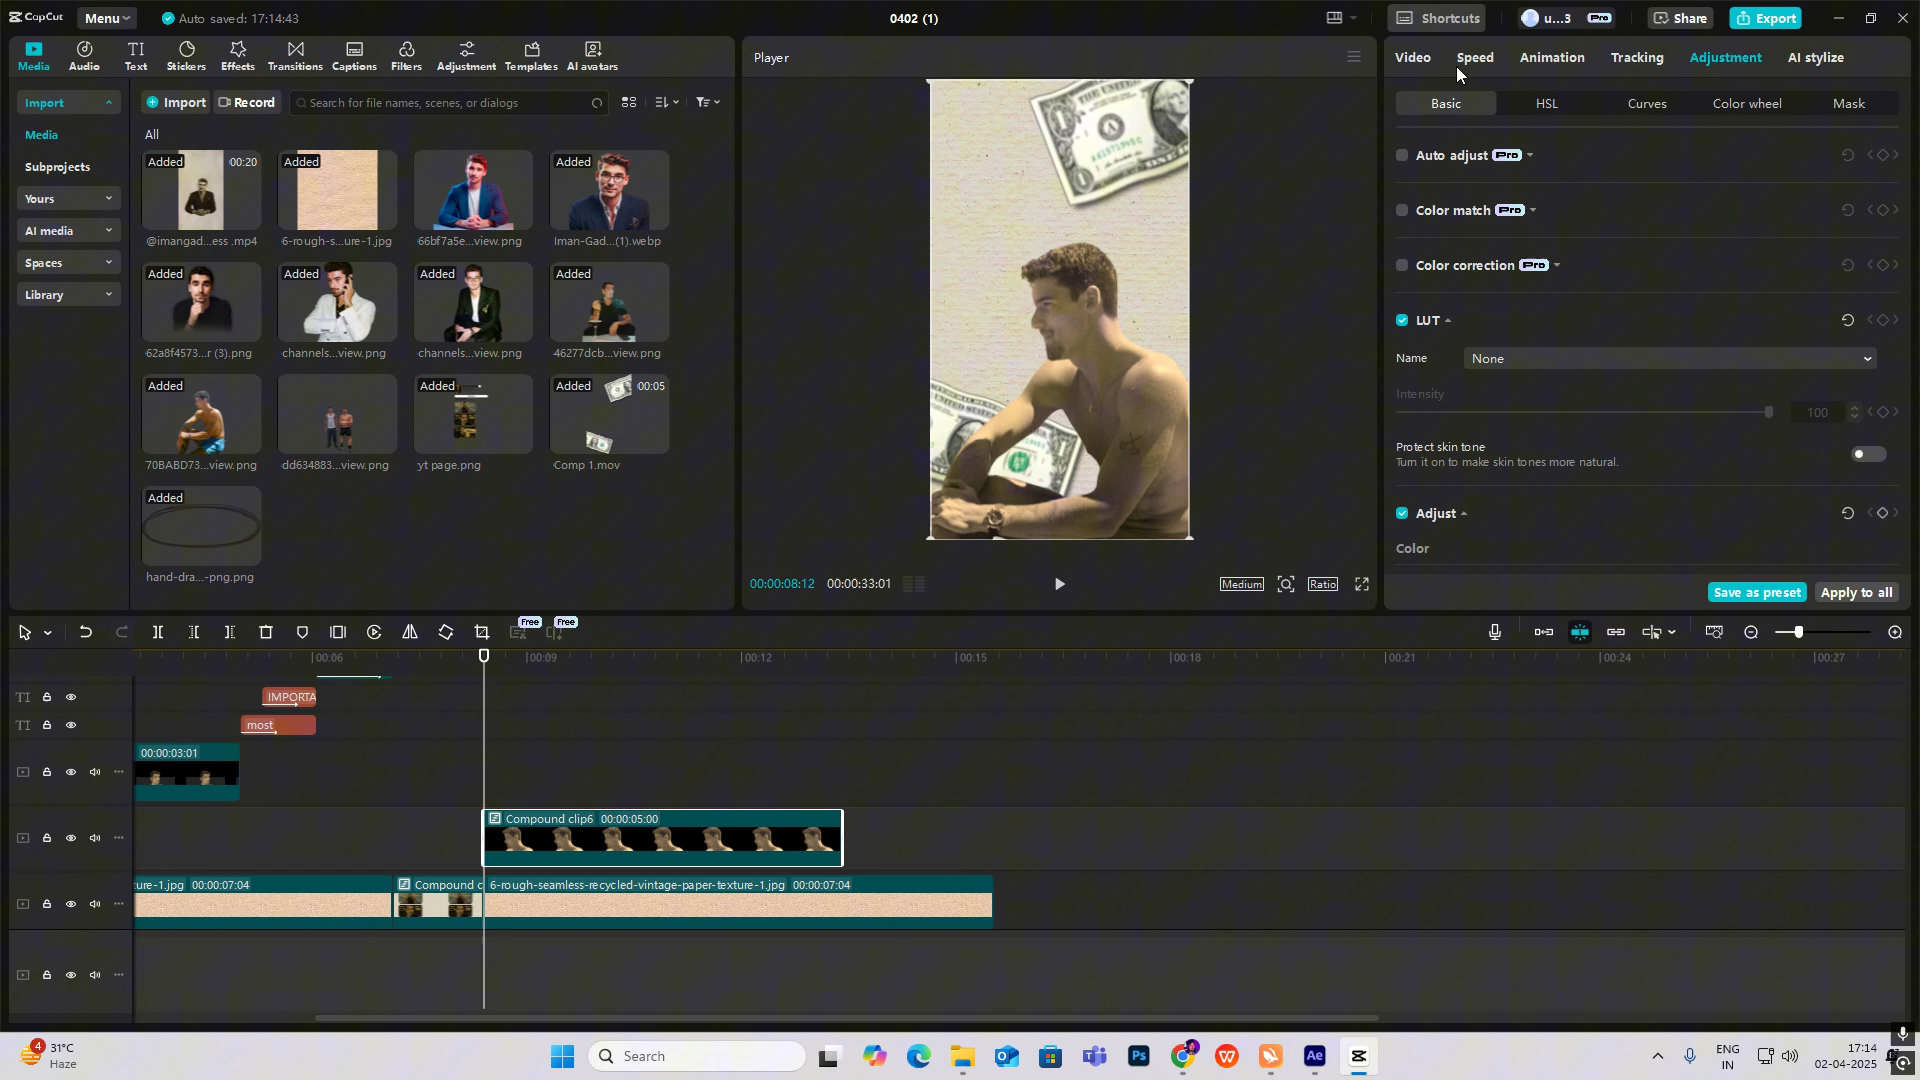 CapCut
Menu
Auto saved: 17:14:43
0402 (1)
Shortcuts
u...3
Pro
Share
Export
Media
Audio
Text
Stickers
Effects
Transitions
Captions
Filters
Adjustment
Templates
AI avatars
Player
Video
Speed
Animation
Tracking
Adjustment
AI stylize
Import
Media
Subprojects
Yours
AI media
Spaces
Library
Import
Record
Search for file names, scenes, or dialogs
All
Added 00:20
Added
Added
@imangad...ess .mp4
6-rough-s...ure-1.jpg
66bf7a5e...view.png
Iman-Gad...(1).webp
Added
Added
Added
Added
62a8f4573...r (3).png
channels...view.png
channels...view.png
46277dcb...view.png
Added
Added
Added 00:05
70BABD73...view.png
dd634883...view.png
yt page.png
Comp 1.mov
Added
hand-dra...-png.png
00:00:08:12
00:00:33:01
Medium
Ratio
Basic
HSL
Curves
Color wheel
Mask
Auto adjust Pro
Color match Pro
Color correction Pro
LUT
Name
None
Intensity
100
Protect skin tone
Turn it on to make skin tones more natural.
Adjust
Color
Save as preset
Apply to all
Free
Free
00:06
00:09
00:12
00:15
00:18
00:21
00:24
00:27
IMPORTA
most
00:00:03:01
Compound clip6 00:00:05:00
ure-1.jpg 00:00:07:04
Compound c
6-rough-seamless-recycled-vintage-paper-texture-1.jpg 00:00:07:04
4
31°C
Haze
Search
Ps
Ae
ENG
IN
17:14
02-04-2025